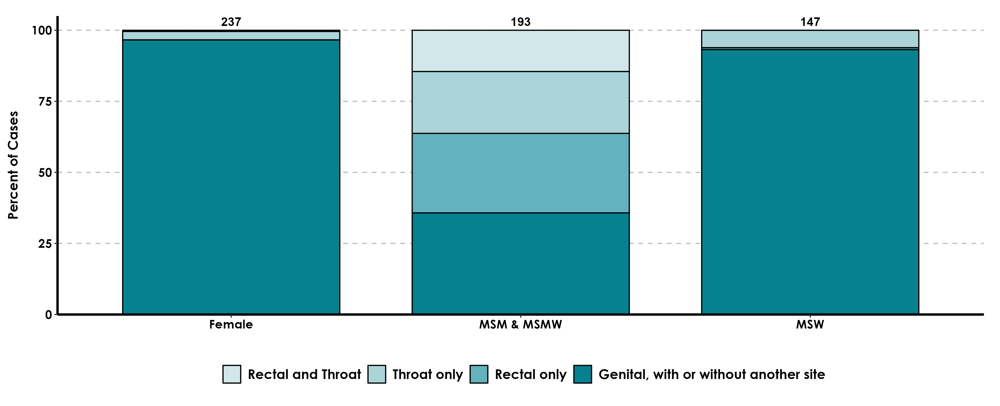 237
193
147
100
75
50
25
0
Percent of Cases
Female
MSM & MSMW
MSW
Rectal and Throat
Throat only
Rectal only
Genital, with or without another site